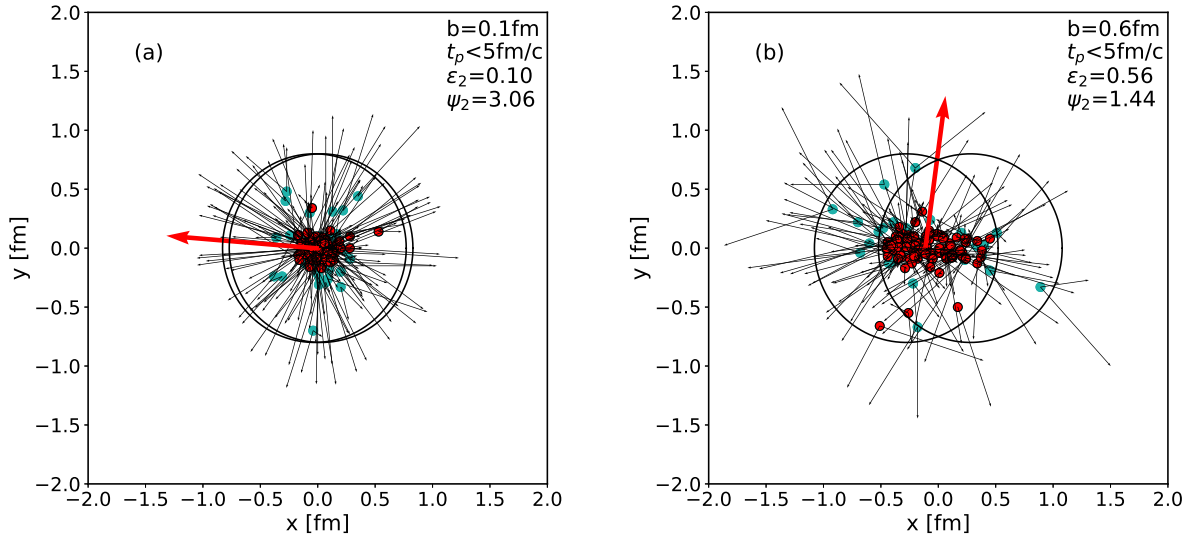 (a)
b=0.1fm
t_p<5fm/c
ε_2=0.10
ψ_2=3.06
2.0
1.5
1.0
0.5
0.0
−0.5
−1.0
−1.5
−2.0
y [fm]
−2.0 −1.5 −1.0 −0.5 0.0 0.5 1.0 1.5 2.0
x [fm]
(b)
b=0.6fm
t_p<5fm/c
ε_2=0.56
ψ_2=1.44
2.0
1.5
1.0
0.5
0.0
−0.5
−1.0
−1.5
−2.0
y [fm]
−2.0 −1.5 −1.0 −0.5 0.0 0.5 1.0 1.5 2.0
x [fm]